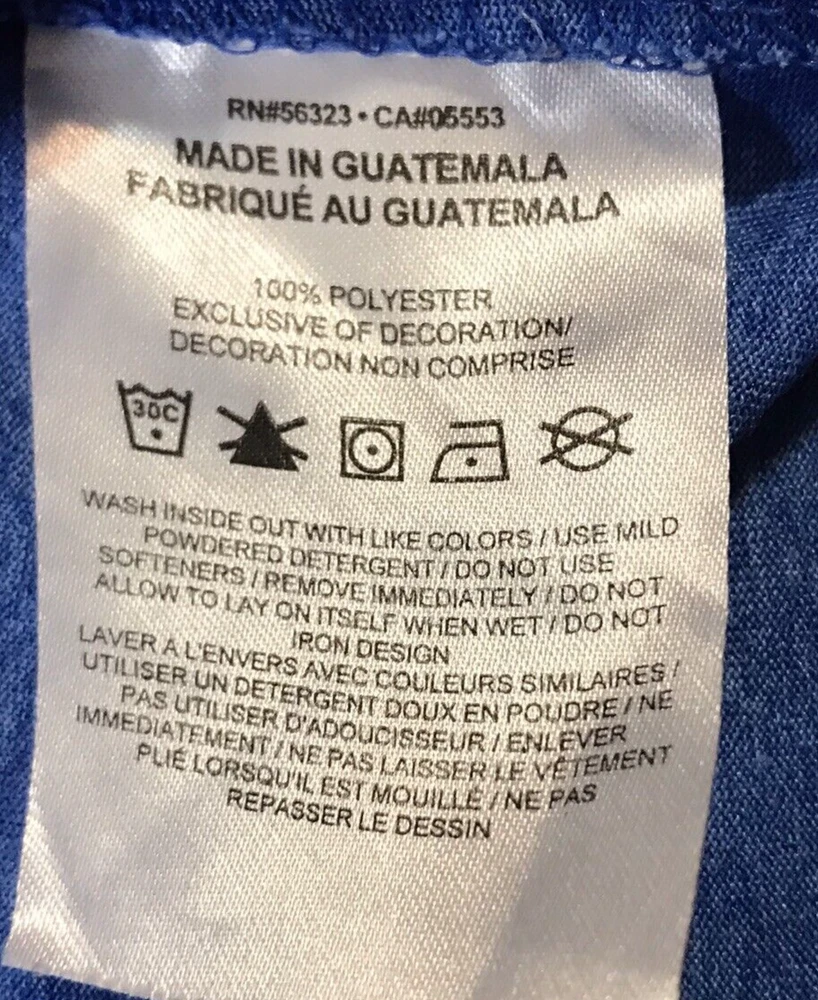 RN#56323 • CA#05553
MADE IN GUATEMALA
FABRIQUÉ AU GUATEMALA
100% POLYESTER
EXCLUSIVE OF DECORATION/
DECORATION NON COMPRISE
30C
WASH INSIDE OUT WITH LIKE COLORS / USE MILD
POWDERED DETERGENT / DO NOT USE
SOFTENERS / REMOVE IMMEDIATELY / DO NOT
ALLOW TO LAY ON ITSELF WHEN WET / DO NOT
IRON DESIGN
LAVER A L'ENVERS AVEC COULEURS SIMILAIRES /
UTILISER UN DETERGENT DOUX EN POUDRE / NE
PAS UTILISER D'ADOUCISSEUR / ENLEVER
IMMEDIATEMENT / NE PAS LAISSER LE VÊTEMENT
PLIÉ LORSQU'IL EST MOUILLÉ / NE PAS
REPASSER LE DESSIN